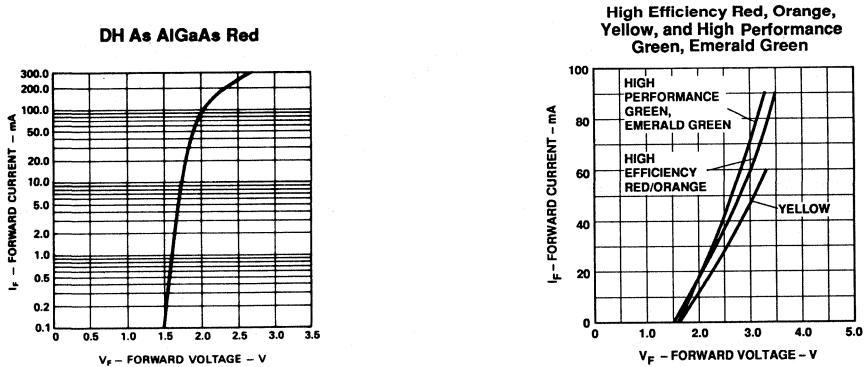 DH As AlGaAs Red
I_F – FORWARD CURRENT – mA
300.0
200.0
100.0
50.0
20.0
10.0
5.0
2.0
1.0
0.5
0.2
0.1
0 0.5 1.0 1.5 2.0 2.5 3.0 3.5
V_F – FORWARD VOLTAGE – V
High Efficiency Red, Orange,
Yellow, and High Performance
Green, Emerald Green
I_F – FORWARD CURRENT – mA
100
80
60
40
20
0
HIGH
PERFORMANCE
GREEN,
EMERALD GREEN
HIGH
EFFICIENCY
RED/ORANGE
YELLOW
0 1.0 2.0 3.0 4.0 5.0
V_F – FORWARD VOLTAGE – V